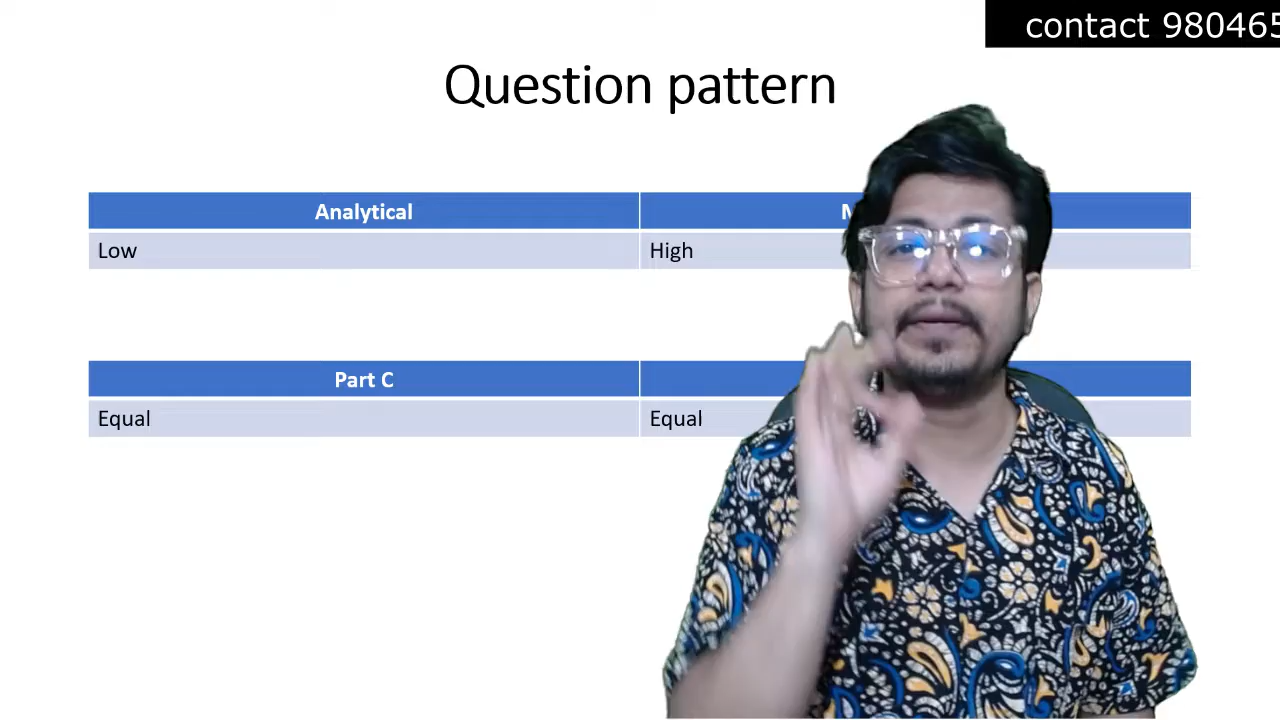 contact 980465
Question pattern
Analytical
Low High
Part C
Equal Equal